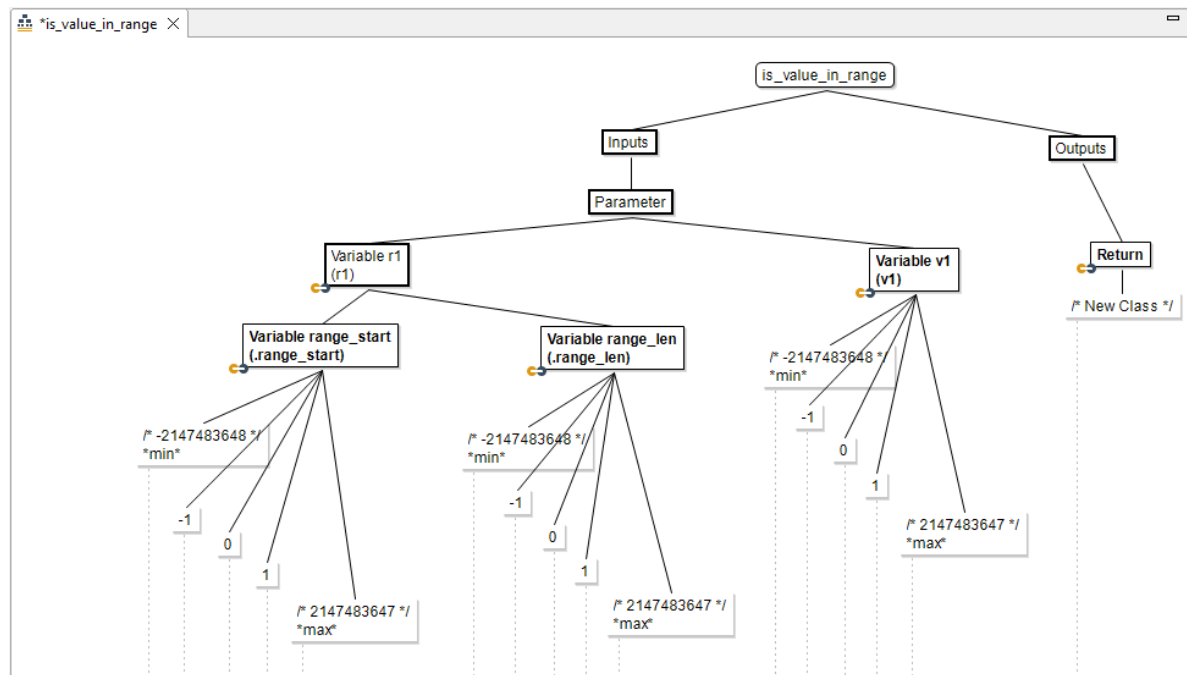 *is_value_in_range
is_value_in_range
Inputs
Outputs
Parameter
Variable r1
(r1)
Variable v1
(v1)
Return
/* New Class */
Variable range_start
(.range_start)
Variable range_len
(.range_len)
/* -2147483648 */
*min*
-1
0
1
/* 2147483647 */
*max*
/* -2147483648 */
*min*
-1
0
1
/* 2147483647 */
*max*
/* -2147483648 */
*min*
-1
0
1
/* 2147483647 */
*max*